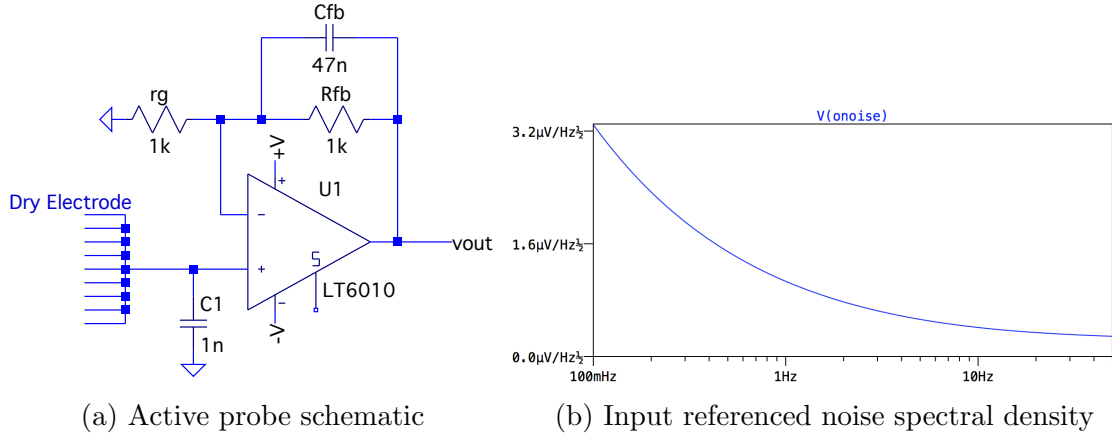 Cfb
47n
rg
Rfb
1k
1k
+V
U1
Dry Electrode
vout
LT6010
C1
1n
-V
(a) Active probe schematic
V(onoise)
3.2µV/Hz½
1.6µV/Hz½
0.0µV/Hz½
100mHz
1Hz
10Hz
(b) Input referenced noise spectral density